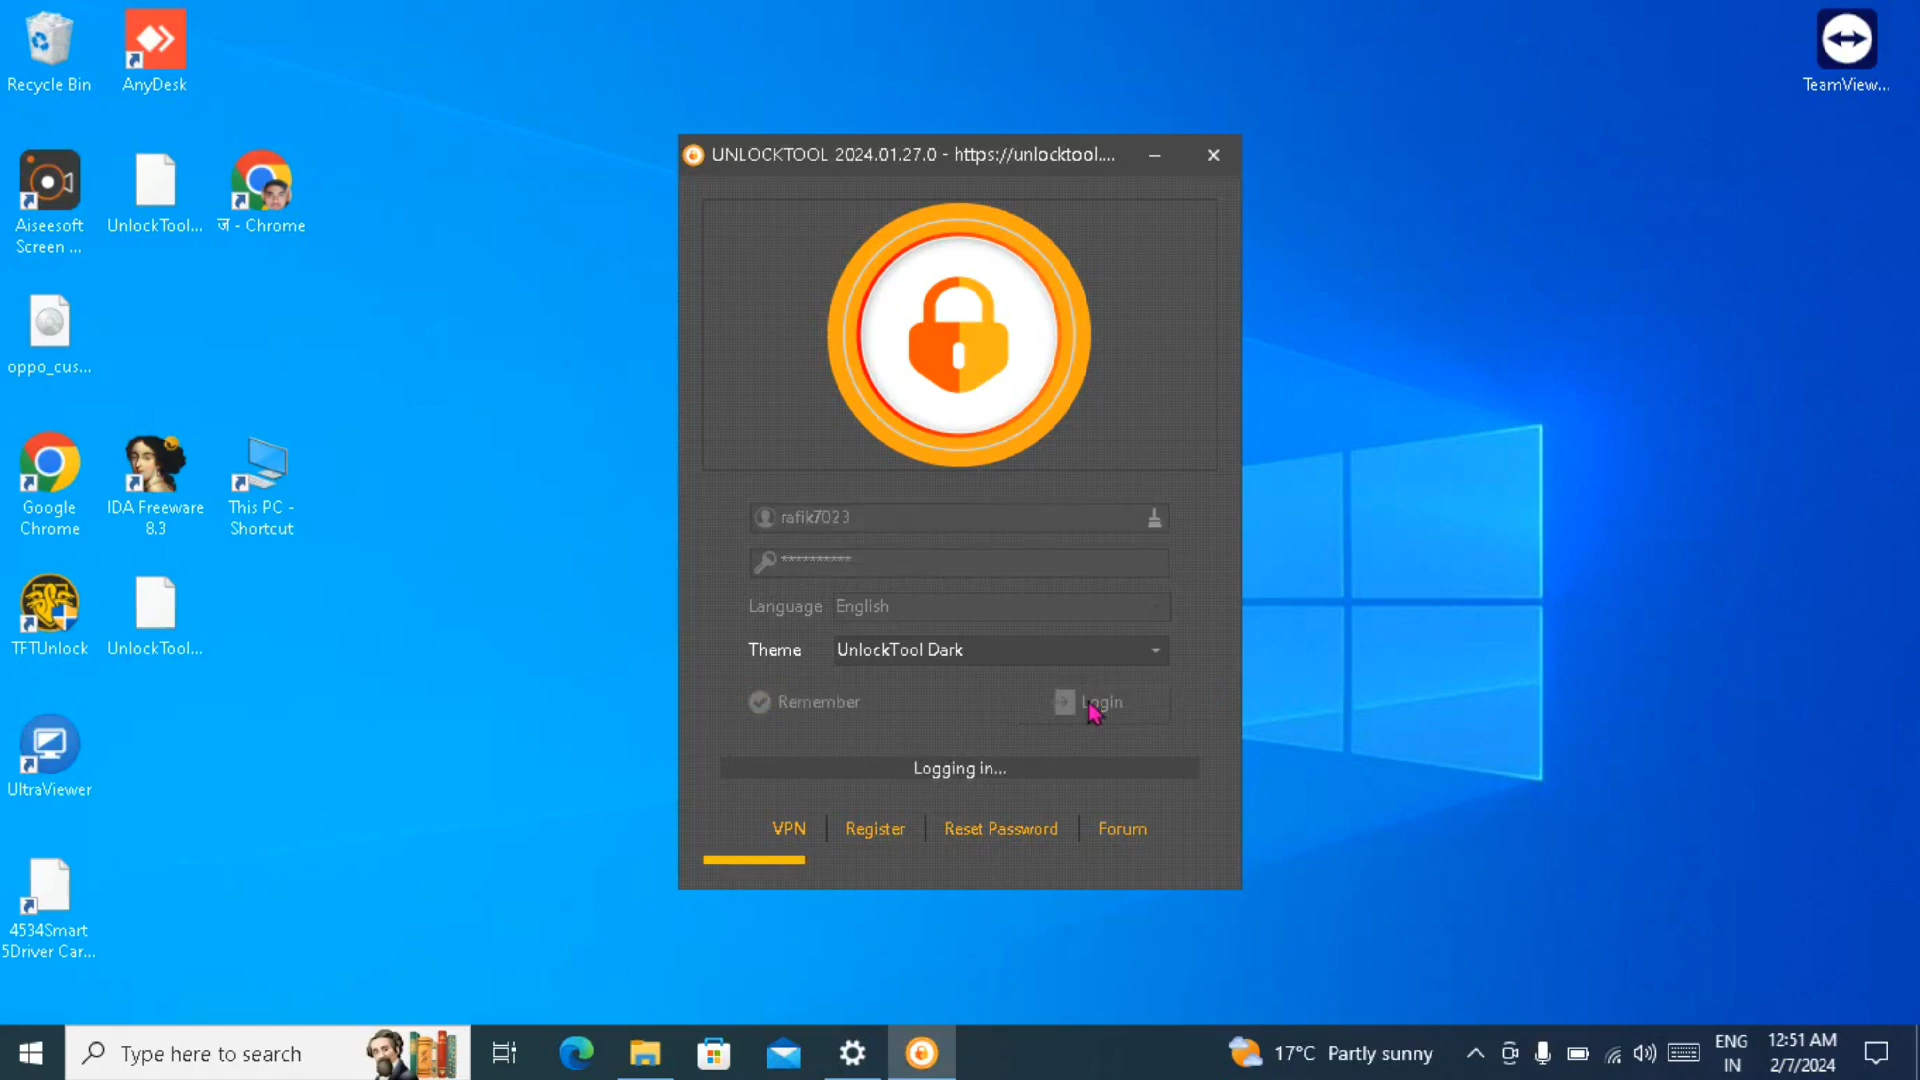 Recycle Bin
AnyDesk
TeamView...
Aiseesoft
Screen ...
UnlockTool...
ज - Chrome
oppo_cus...
Google
Chrome
IDA Freeware
8.3
This PC -
Shortcut
TFTUnlock
UnlockTool...
UltraViewer
4534Smart
5Driver Car...
UNLOCKTOOL 2024.01.27.0 - https://unlocktool....
rafik7023
**********
Language English
Theme UnlockTool Dark
Remember
Login
Logging in...
VPN Register Reset Password Forum
Type here to search
17°C Partly sunny
ENG
IN
12:51 AM
2/7/2024